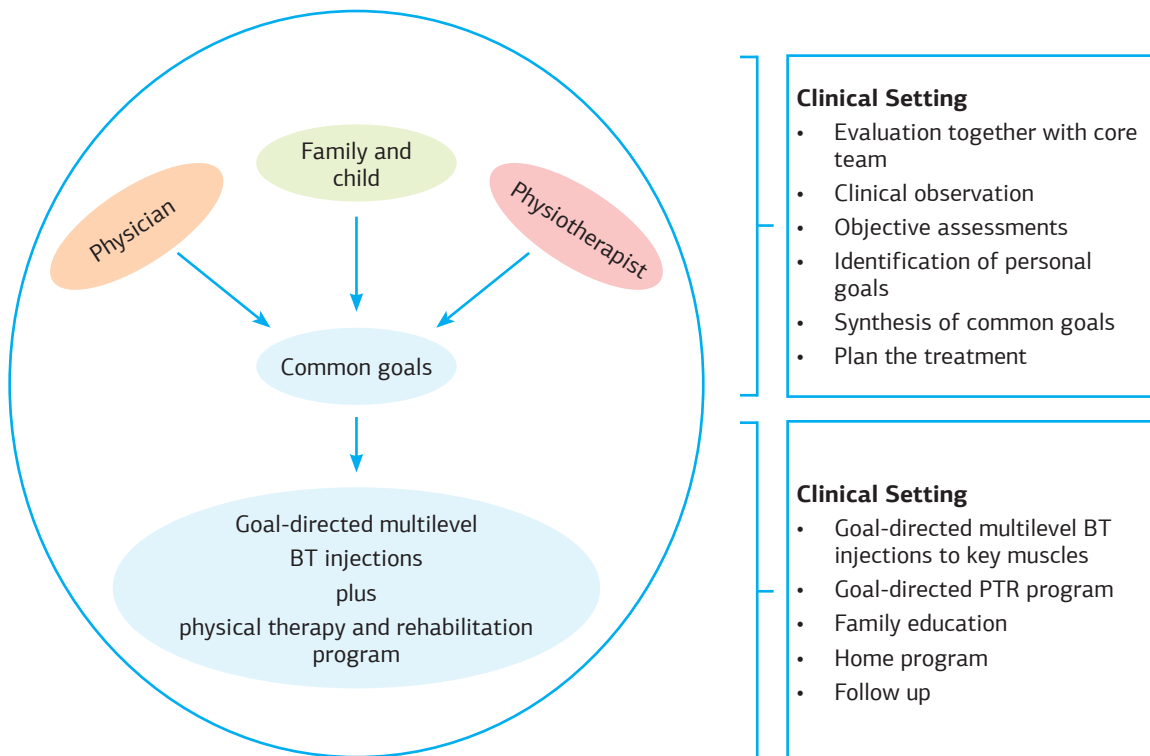 Family and
child
Physician
Physiotherapist
Common goals
Goal-directed multilevel
BT injections
plus
physical therapy and rehabilitation
program
Clinical Setting
• Evaluation together with core
team
• Clinical observation
• Objective assessments
• Identification of personal
goals
• Synthesis of common goals
• Plan the treatment
Clinical Setting
• Goal-directed multilevel BT
injections to key muscles
• Goal-directed PTR program
• Family education
• Home program
• Follow up